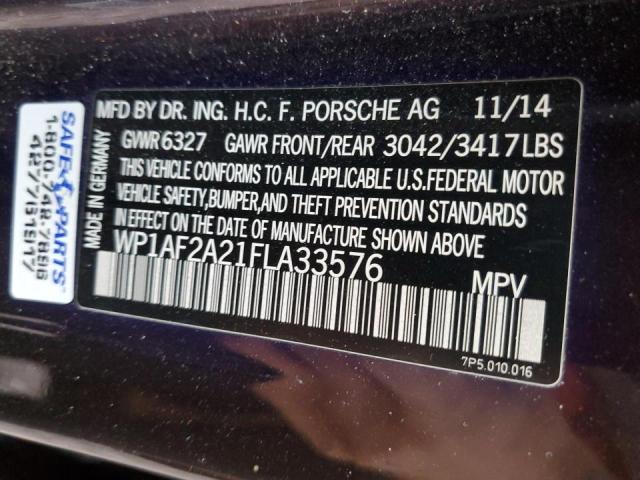 MFD BY DR. ING. H.C. F. PORSCHE AG 11/14
GVWR 6327 GAWR FRONT/REAR 3042/3417LBS
THIS VEHICLE CONFORMS TO ALL APPLICABLE U.S.FEDERAL MOTOR
VEHICLE SAFETY,BUMPER,AND THEFT PREVENTION STANDARDS
IN EFFECT ON THE DATE OF MANUFACTURE SHOWN ABOVE.
WP1AF2A21FLA33576
MPV
7P5.010.016
MADE IN GERMANY
SAFE PARTS
1-800-748-7896